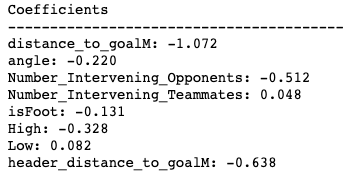 Coefficients
----------------------------------------
distance_to_goalM: -1.072
angle: -0.220
Number_Intervening_Opponents: -0.512
Number_Intervening_Teammates: 0.048
isFoot: -0.131
High: -0.328
Low: 0.082
header_distance_to_goalM: -0.638